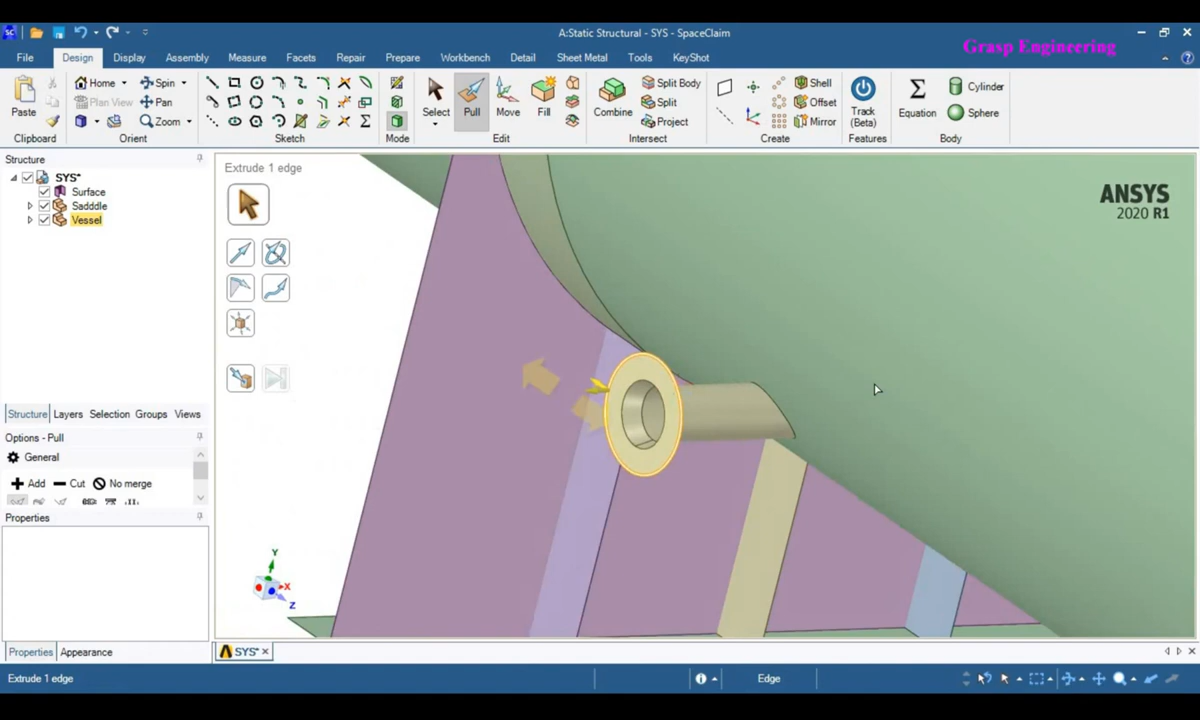 A:Static Structural - SYS - SpaceClaim
Grasp Engineering
File Design Display Assembly Measure Facets Repair Prepare Workbench Detail Sheet Metal Tools KeyShot
Home Spin
Plan View Pan
Zoom
Paste
Select Pull Move Fill
Combine
Split Body
Split
Project
Shell
Offset
Mirror
Track
(Beta)
Equation
Cylinder
Sphere
Clipboard Orient Sketch Mode Edit Intersect Create Features Body
Structure
SYS*
Surface
Sadddle
Vessel
Extrude 1 edge
ANSYS
2020 R1
Structure Layers Selection Groups Views
Options - Pull
General
Add Cut No merge
Properties
Y
X
Z
Properties Appearance
SYS*
Extrude 1 edge
Edge